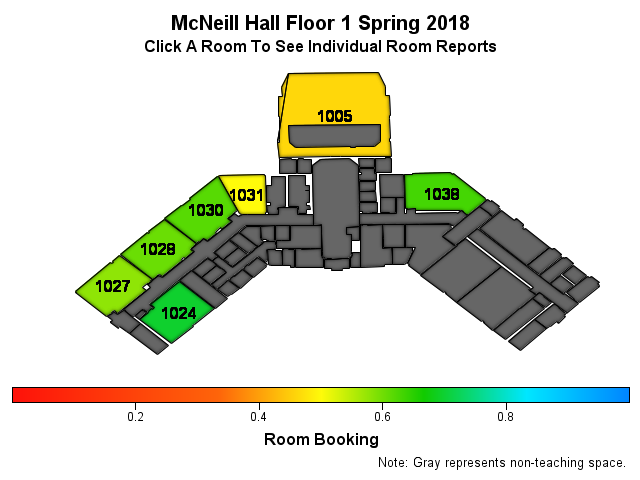 McNeill Hall Floor 1 Spring 2018
Click A Room To See Individual Room Reports
1005
1031
1038
1030
1028
1027
1024
0.2
0.4
0.6
0.8
Room Booking
Note: Gray represents non-teaching space.